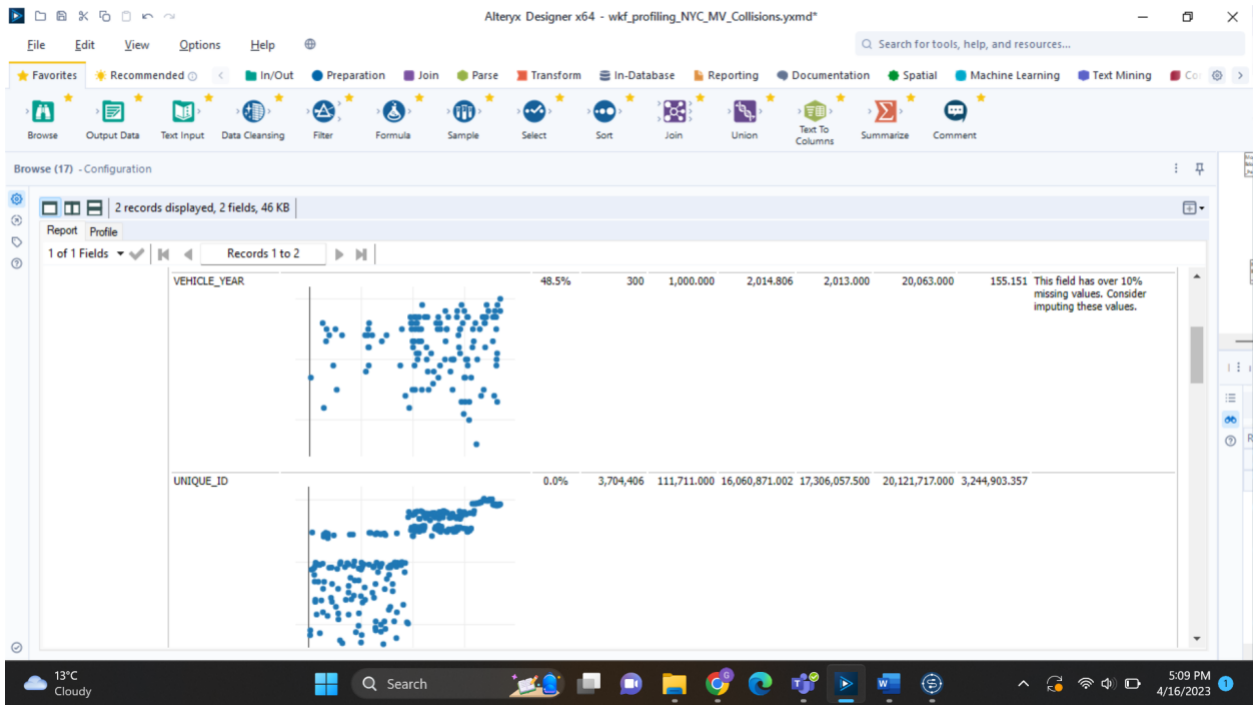 Alteryx Designer x64 - wkf_profiling_NYC_MV_Collisions.yxmd*
File Edit View Options Help
Search for tools, help, and resources...
Favorites Recommended In/Out Preparation Join Parse Transform In-Database Reporting Documentation Spatial Machine Learning Text Mining Co
Browse Output Data Text Input Data Cleansing Filter Formula Sample Select Sort Join Union Text To Columns Summarize Comment
Browse (17) - Configuration
2 records displayed, 2 fields, 46 KB
Report Profile
1 of 1 Fields Records 1 to 2
VEHICLE_YEAR 48.5% 300 1,000.000 2,014.806 2,013.000 20,063.000 155.151 This field has over 10%
missing values. Consider
imputing these values.
UNIQUE_ID 0.0% 3,704,406 111,711.000 16,060,871.002 17,306,057.500 20,121,717.000 3,244,903.357
13°C
Cloudy
Search
5:09 PM
4/16/2023
1